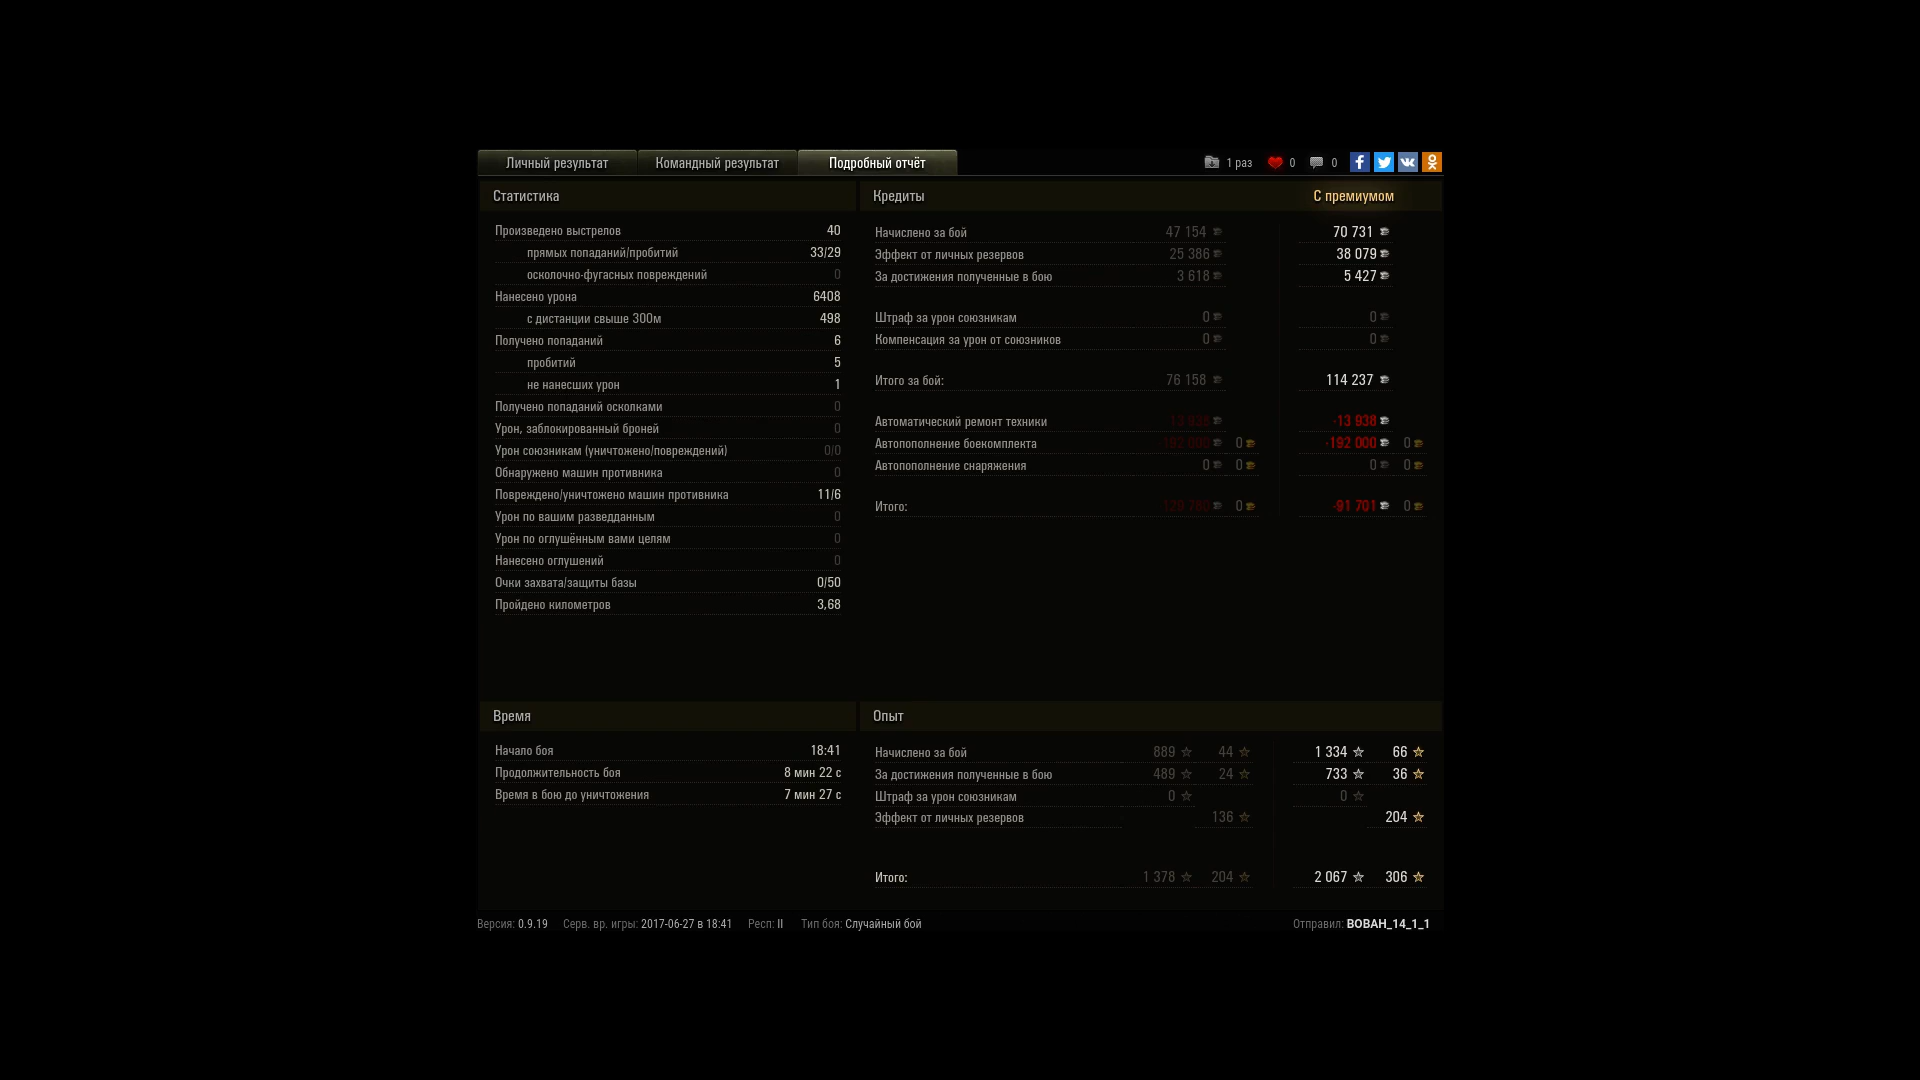 Личный результат Командный результат Подробный отчёт 1 раз 0 0
Статистика
Произведено выстрелов 40
прямых попаданий/пробитий 33/29
осколочно-фугасных повреждений 0
Нанесено урона 6408
с дистанции свыше 300м 498
Получено попаданий 6
пробитий 5
не нанесших урон 1
Получено попаданий осколками 0
Урон, заблокированный броней 0
Урон союзникам (уничтожено/повреждений) 0/0
Обнаружено машин противника 0
Повреждено/уничтожено машин противника 11/6
Урон по вашим разведданным 0
Урон по оглушённым вами целям 0
Нанесено оглушений 0
Очки захвата/защиты базы 0/50
Пройдено километров 3,68
Кредиты С премиумом
Начислено за бой 47 154 70 731
Эффект от личных резервов 25 386 38 079
За достижения полученные в бою 3 618 5 427
Штраф за урон союзникам 0 0
Компенсация за урон от союзников 0 0
Итого за бой: 76 158 114 237
Автоматический ремонт техники -13 938
Автопополнение боекомплекта 0 -192 000 0
Автопополнение снаряжения 0 0 0 0
Итого: 0 -91 701 0
Время
Начало боя 18:41
Продолжительность боя 8 мин 22 с
Время в бою до уничтожения 7 мин 27 с
Опыт
Начислено за бой 889 44 1 334 66
За достижения полученные в бою 489 24 733 36
Штраф за урон союзникам 0 0
Эффект от личных резервов 136 204
Итого: 1 378 204 2 067 306
Версия: 0.9.19 Серв. вр. игры: 2017-06-27 в 18:41 Респ: II Тип боя: Случайный бой Отправил: BOBAH_14_1_1